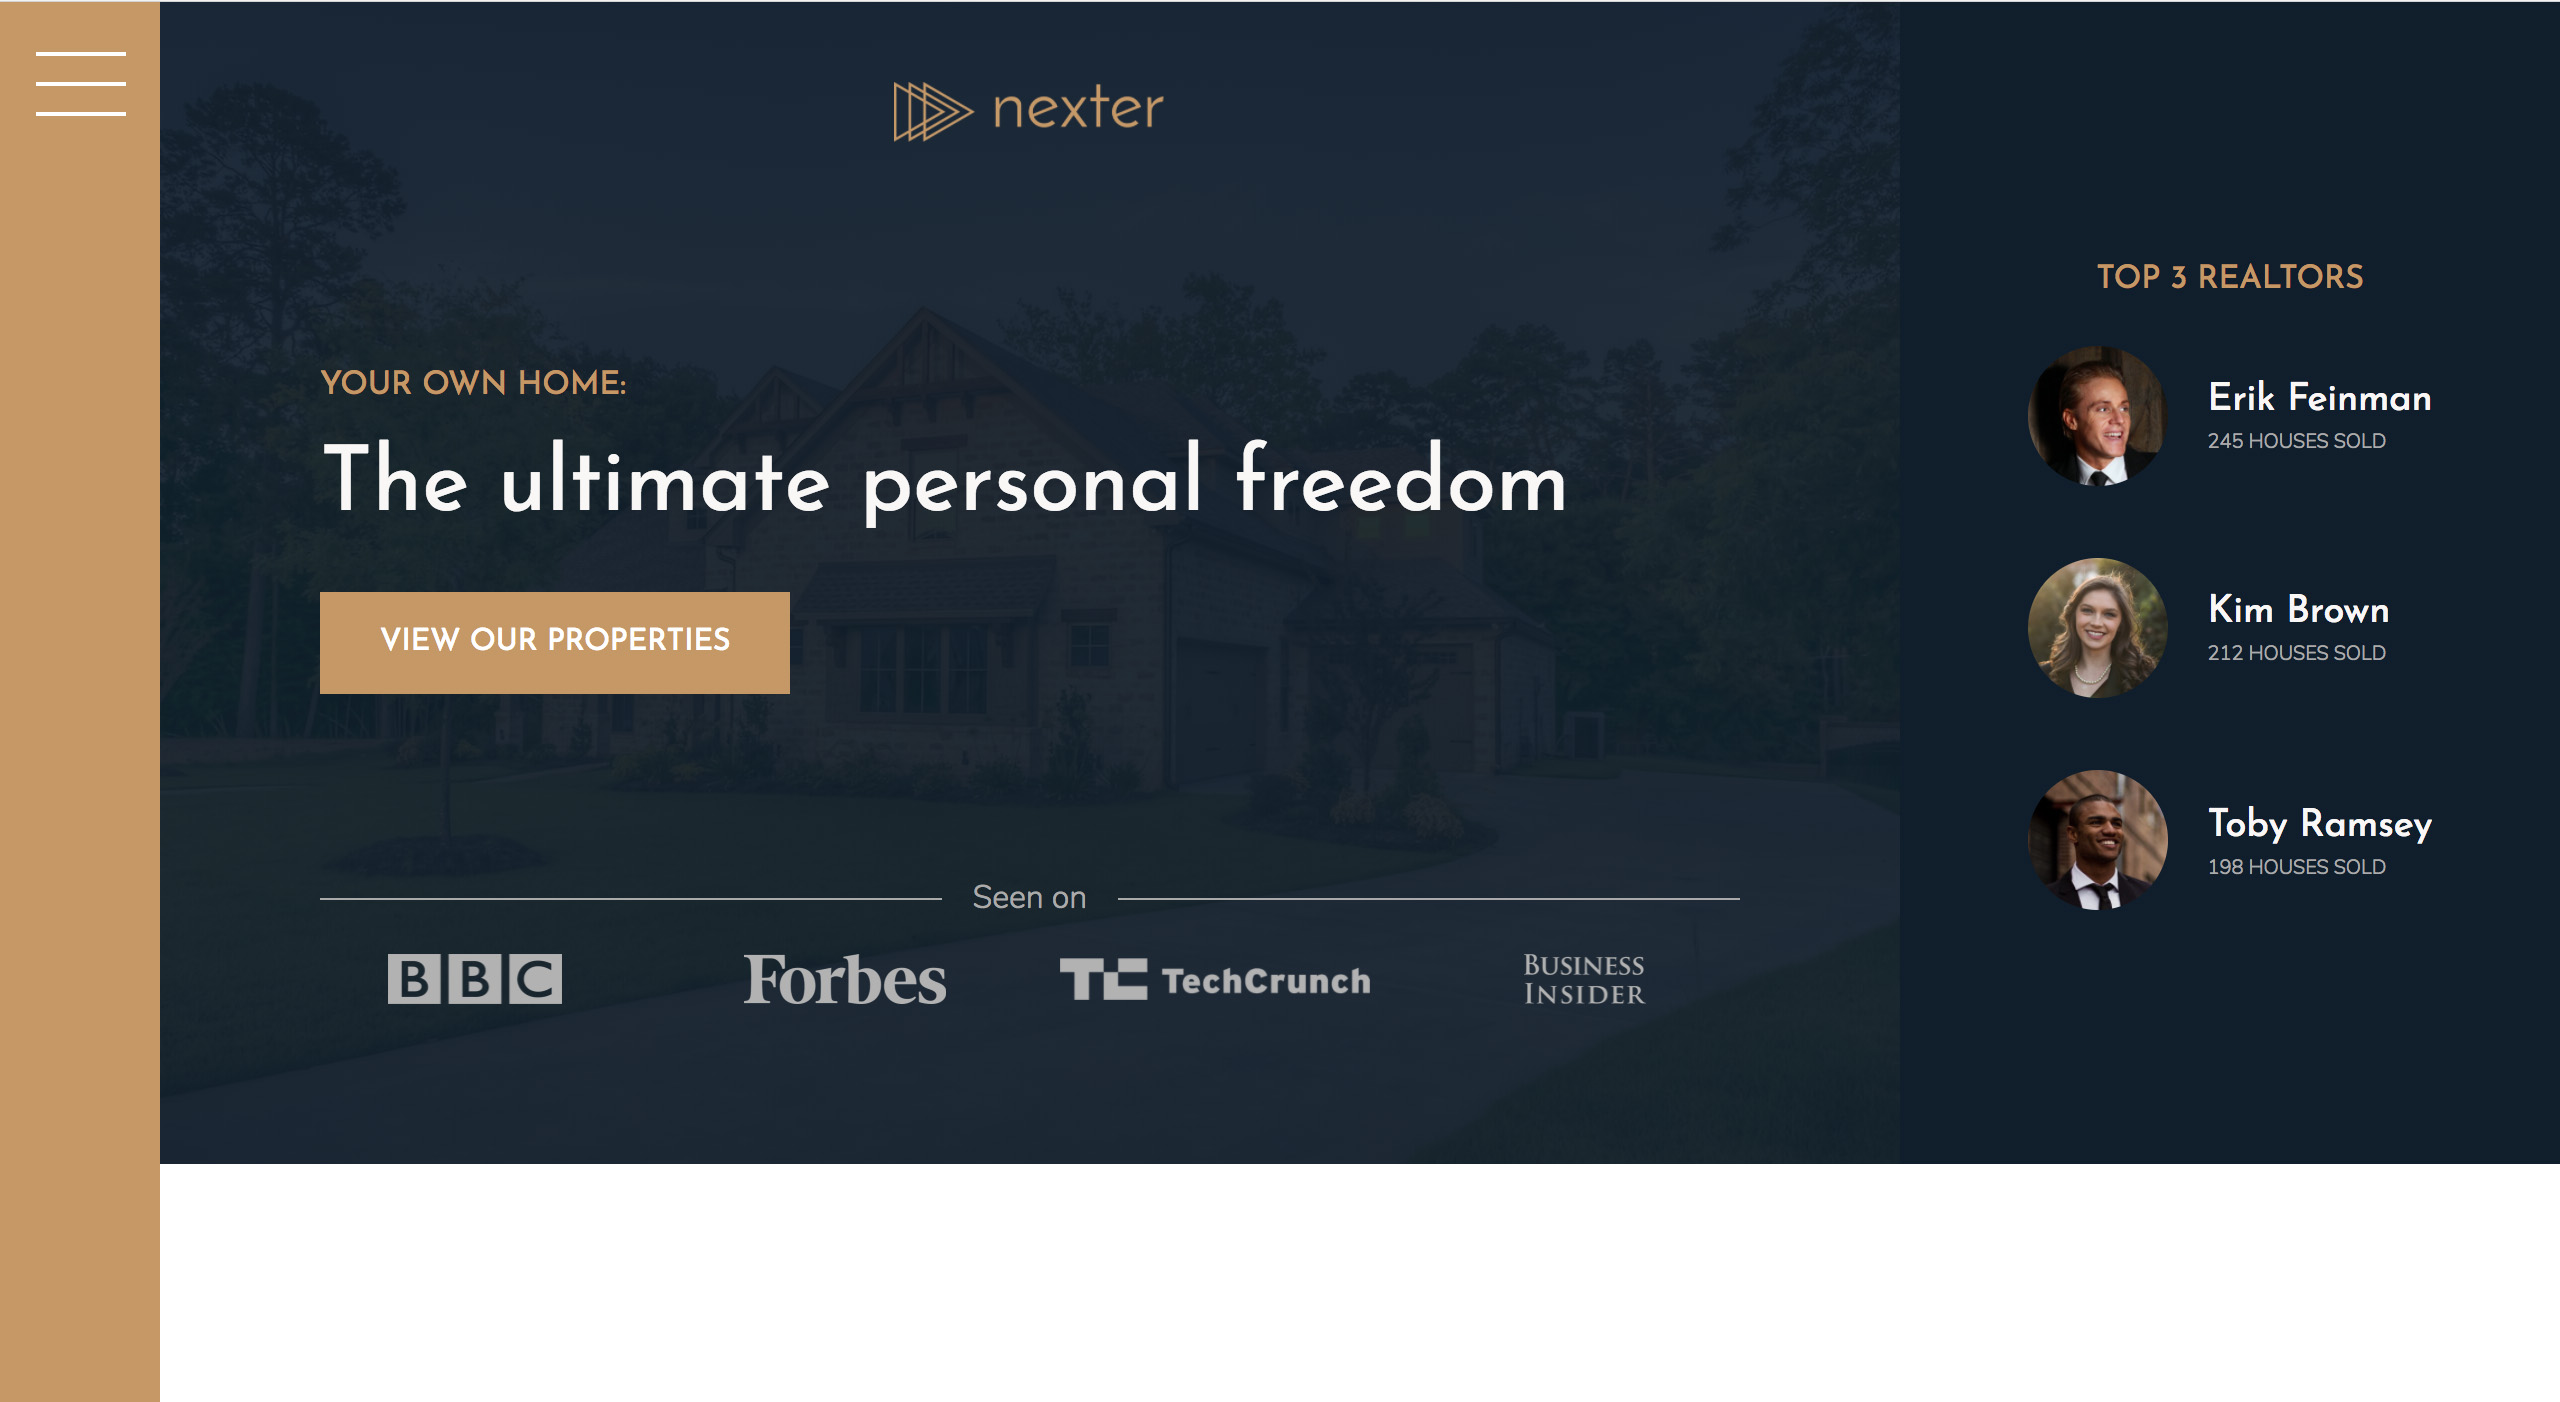 nexter
YOUR OWN HOME:
The ultimate personal freedom
VIEW OUR PROPERTIES
Seen on
BBC
Forbes
TC TechCrunch
BUSINESS
INSIDER
TOP 3 REALTORS
Erik Feinman
245 HOUSES SOLD
Kim Brown
212 HOUSES SOLD
Toby Ramsey
198 HOUSES SOLD